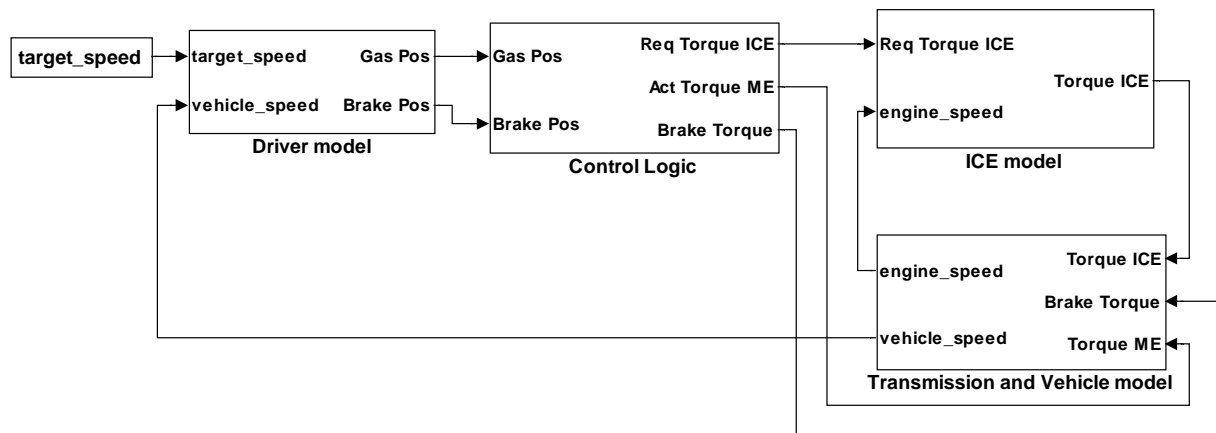 target_speed
target_speed
vehicle_speed
Gas Pos
Brake Pos
Driver model
Gas Pos
Brake Pos
Req Torque ICE
Act Torque ME
Brake Torque
Control Logic
Req Torque ICE
engine_speed
Torque ICE
ICE model
engine_speed
vehicle_speed
Torque ICE
Brake Torque
Torque ME
Transmission and Vehicle model